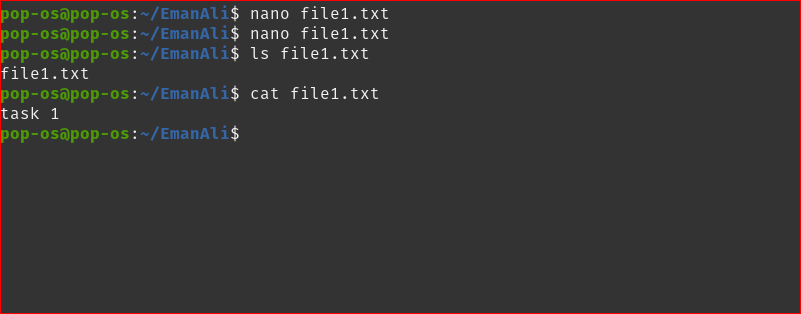 pop-os@pop-os:~/EmanAli$ nano file1.txt
pop-os@pop-os:~/EmanAli$ nano file1.txt
pop-os@pop-os:~/EmanAli$ ls file1.txt
file1.txt
pop-os@pop-os:~/EmanAli$ cat file1.txt
task 1
pop-os@pop-os:~/EmanAli$